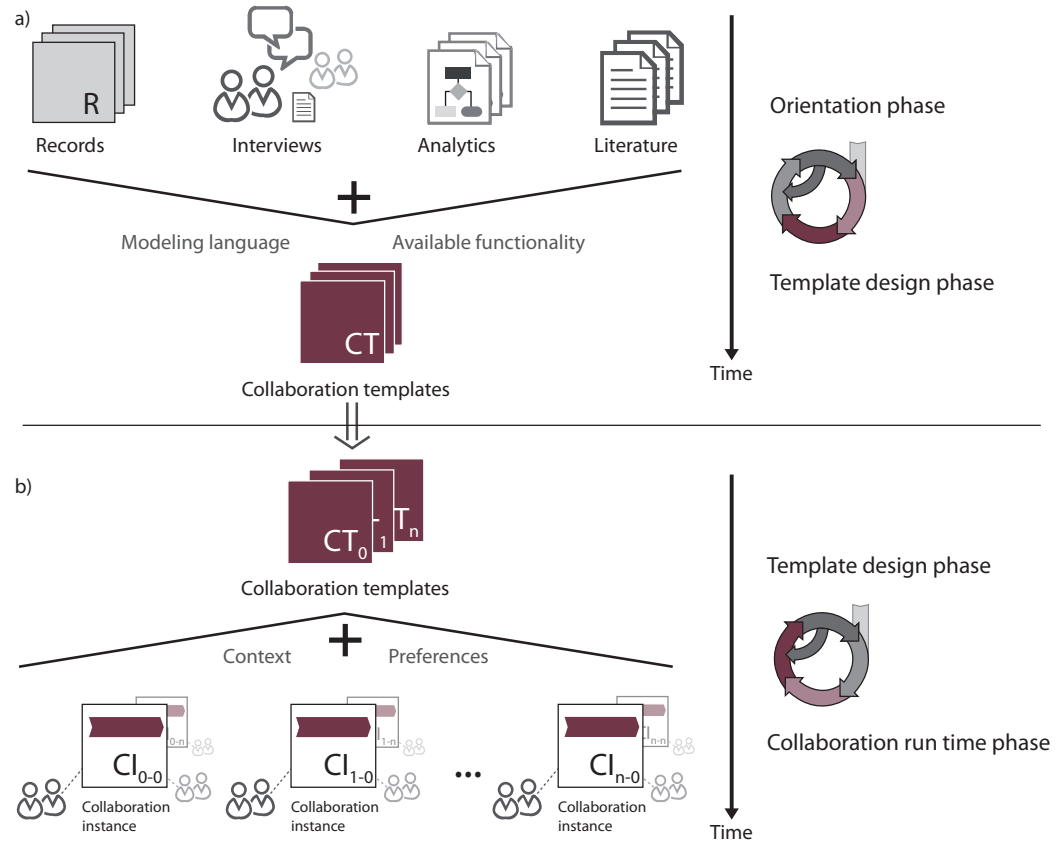 a)
R
Records
Interviews
Analytics
Literature
Orientation phase
+
Modeling language
Available functionality
Template design phase
CT
Collaboration templates
Time
b)
CT0
1
Tn
Collaboration templates
Template design phase
+
Context
Preferences
CI0-0
0-n
CI1-0
CI1-n
...
CIn-0
CIn-n
Collaboration run time phase
Collaboration
instance
Collaboration
instance
Collaboration
instance
Time